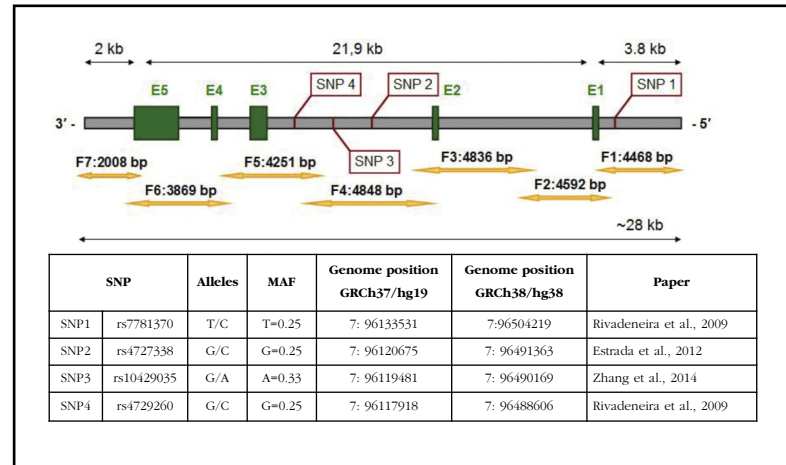 2 kb 21,9 kb 3.8 kb
E5 E4 E3 SNP 4 SNP 2 E2 E1 SNP 1
3' - - 5'
SNP 3
F7:2008 bp F5:4251 bp F3:4836 bp F1:4468 bp
F6:3869 bp F4:4848 bp F2:4592 bp
~28 kb
SNP Alleles MAF Genome position GRCh37/hg19 Genome position GRCh38/hg38 Paper
SNP1 rs7781370 T/C T=0.25 7: 96133531 7:96504219 Rivadeneira et al., 2009
SNP2 rs4727338 G/C G=0.25 7: 96120675 7: 96491363 Estrada et al., 2012
SNP3 rs10429035 G/A A=0.33 7: 96119481 7: 96490169 Zhang et al., 2014
SNP4 rs4729260 G/C G=0.25 7: 96117918 7: 96488606 Rivadeneira et al., 2009